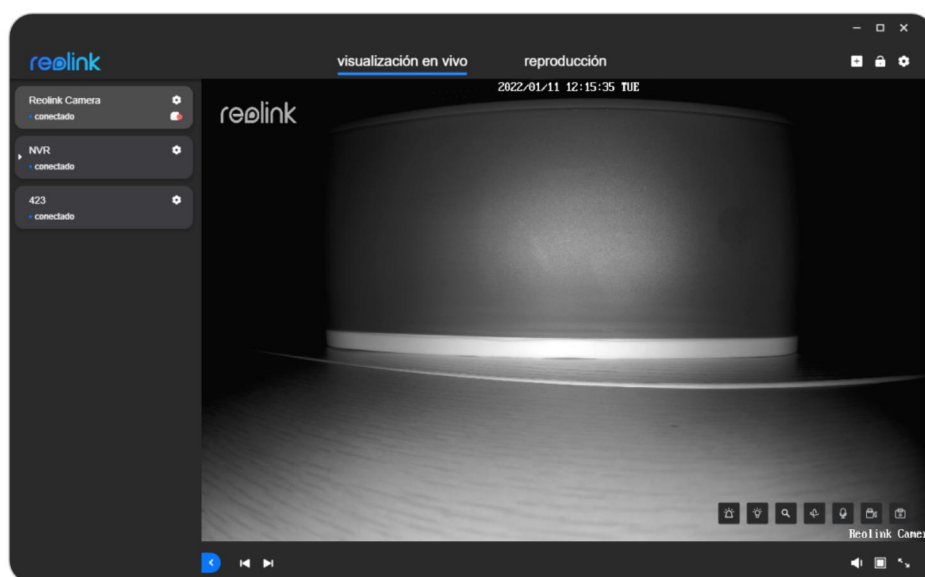 reolink
visualización en vivo
reproducción
2022/01/11 12:15:35 TUE
Reolink Camera
conectado
reolink
NVR
conectado
423
conectado
Reolink Camer